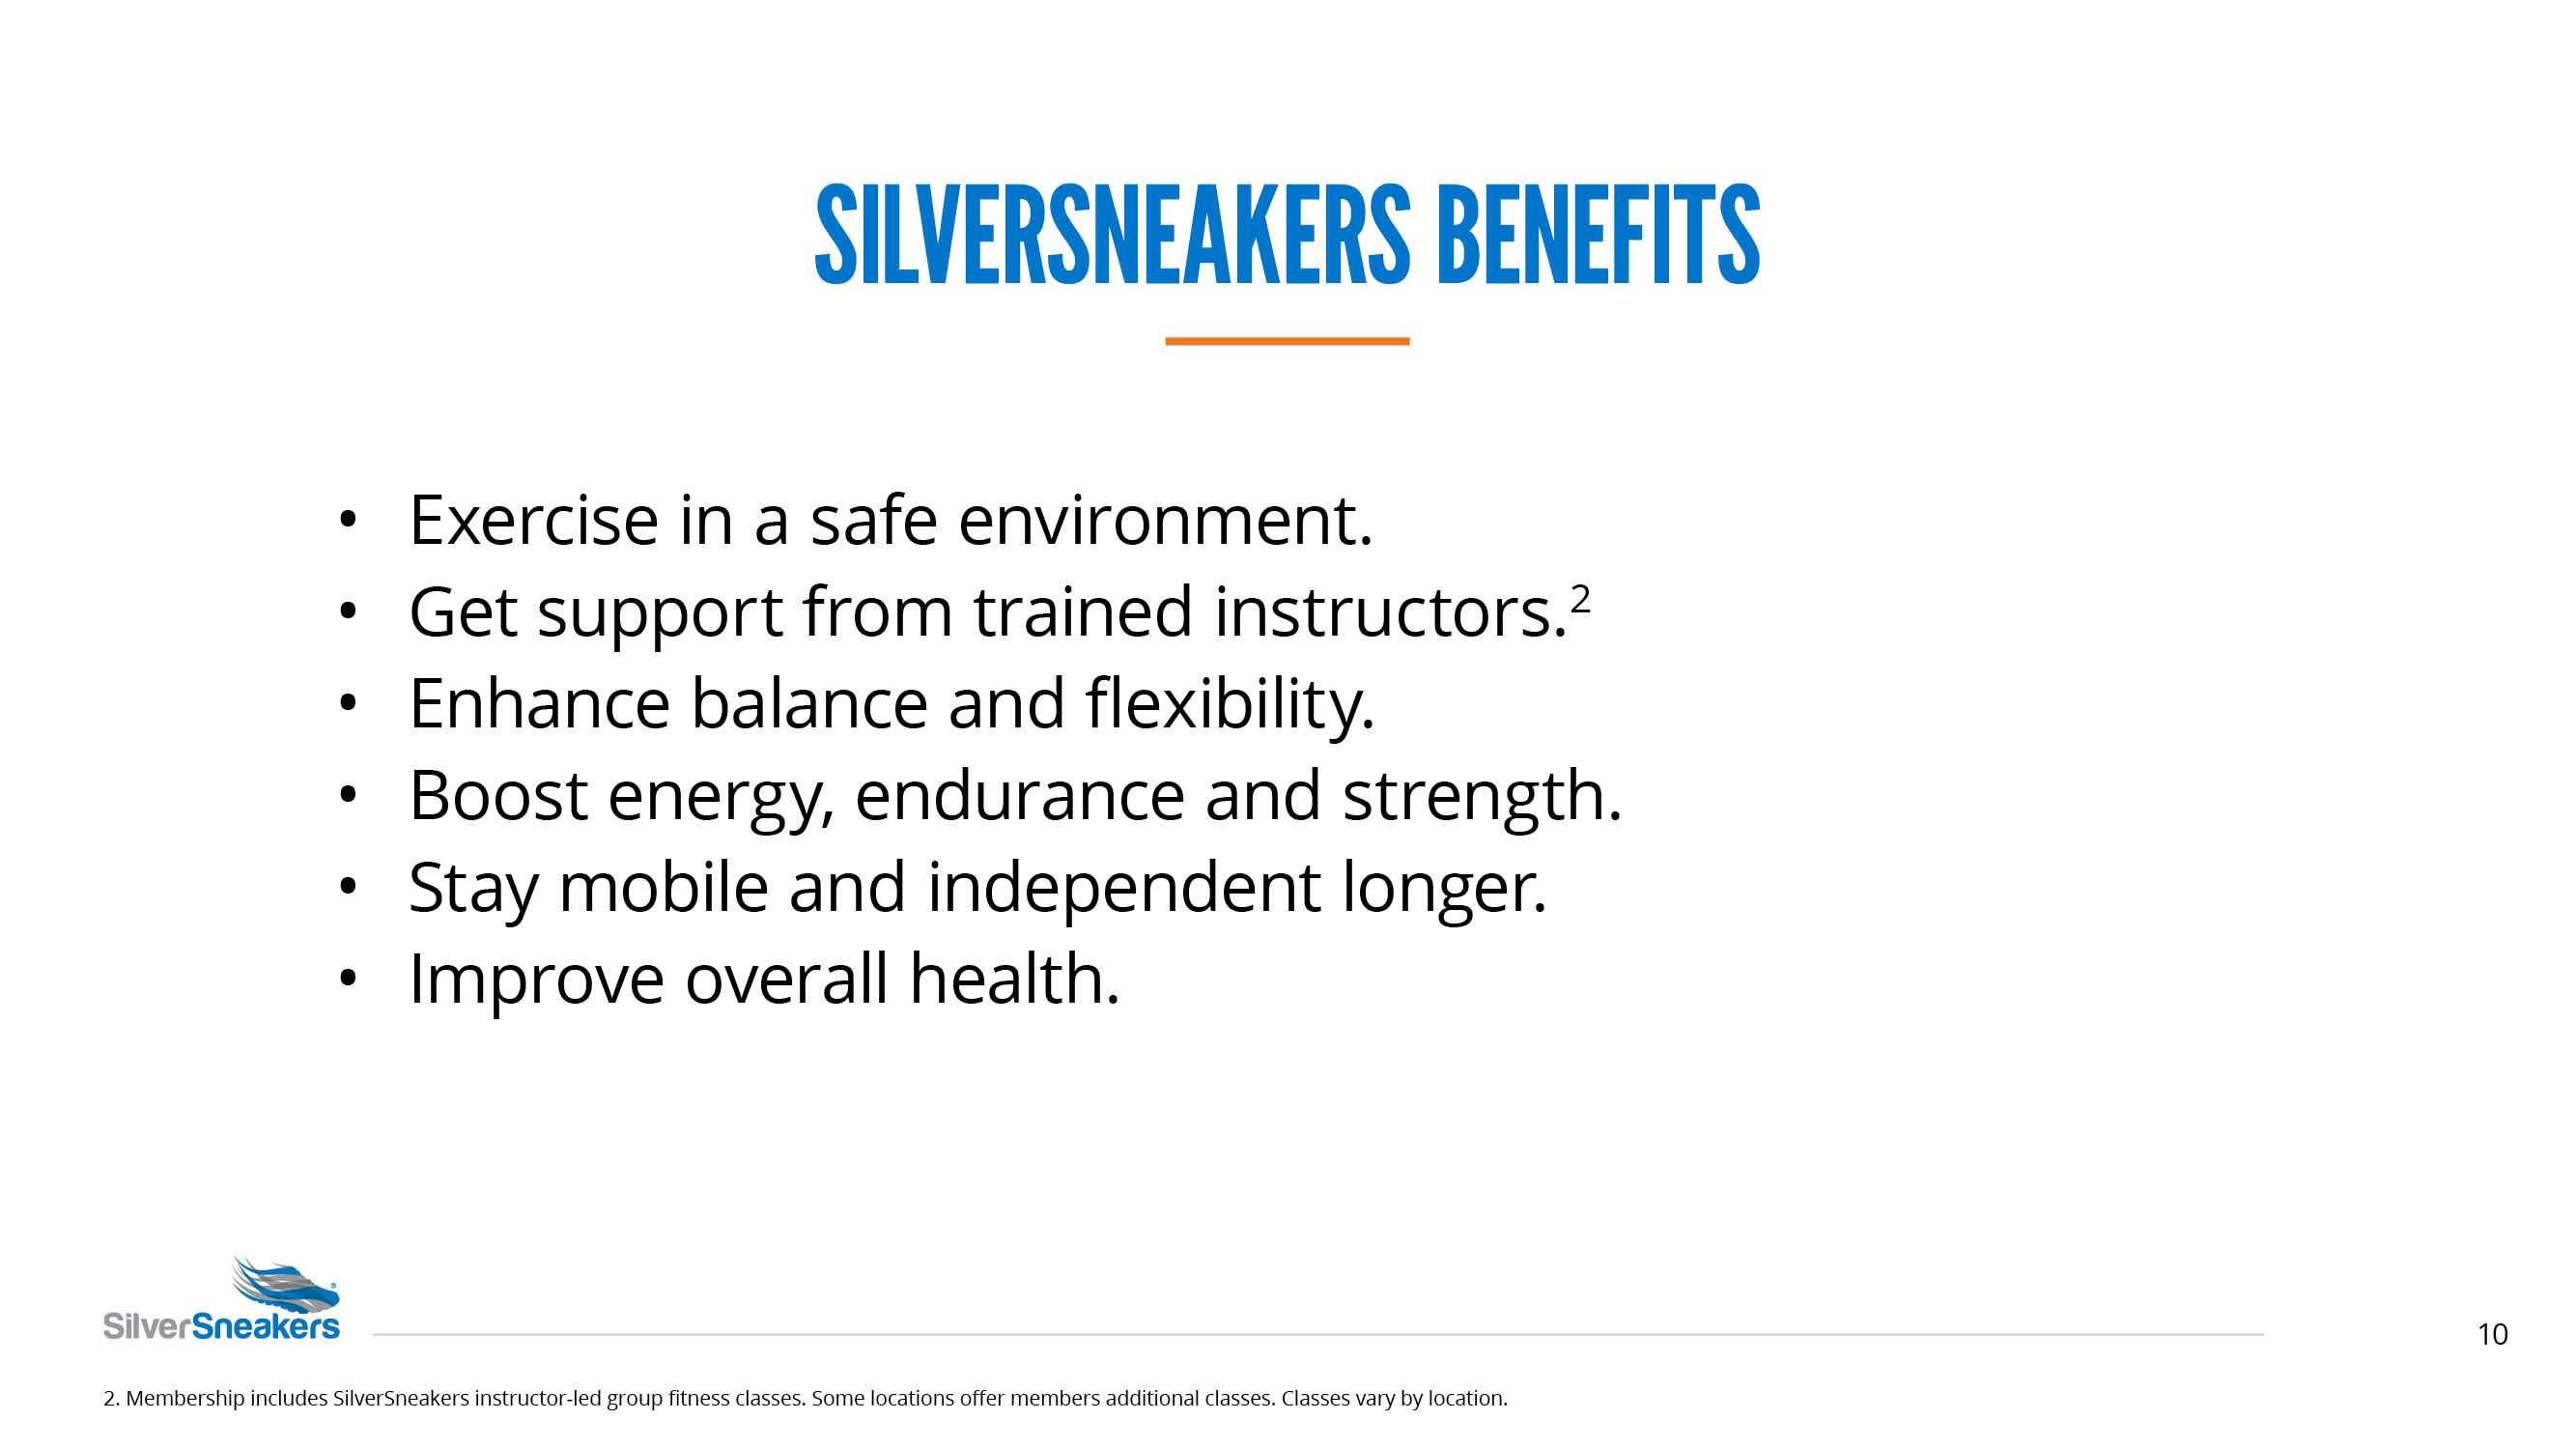 SILVERSNEAKERS BENEFITS
• Exercise in a safe environment.
• Get support from trained instructors.²
• Enhance balance and flexibility.
• Boost energy, endurance and strength.
• Stay mobile and independent longer.
• Improve overall health.
®
SilverSneakers
10
2. Membership includes SilverSneakers instructor-led group fitness classes. Some locations offer members additional classes. Classes vary by location.